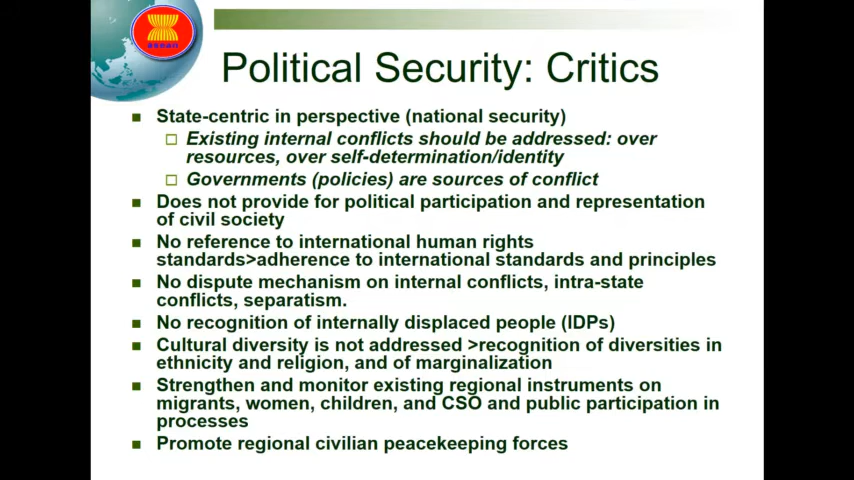 asean
Political Security: Critics
State-centric in perspective (national security)
Existing internal conflicts should be addressed: over
resources, over self-determination/identity
Governments (policies) are sources of conflict
Does not provide for political participation and representation
of civil society
No reference to international human rights
standards>adherence to international standards and principles
No dispute mechanism on internal conflicts, intra-state
conflicts, separatism.
No recognition of internally displaced people (IDPs)
Cultural diversity is not addressed >recognition of diversities in
ethnicity and religion, and of marginalization
Strengthen and monitor existing regional instruments on
migrants, women, children, and CSO and public participation in
processes
Promote regional civilian peacekeeping forces